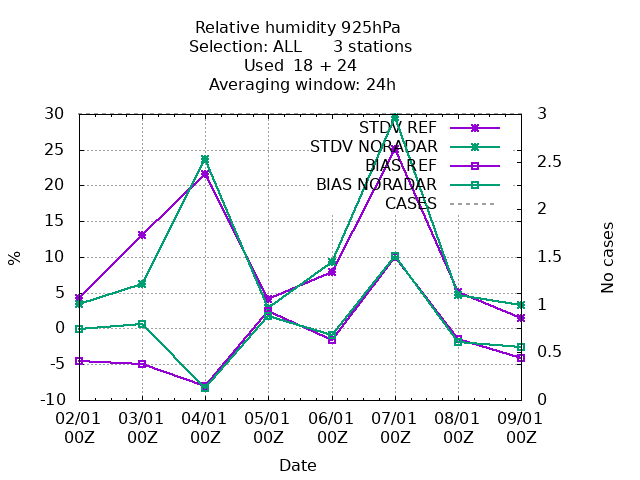 Relative humidity 925hPa
Selection: ALL 3 stations
Used 18 + 24
Averaging window: 24h
30
25
20
15
10
5
0
-5
-10
%
3
2.5
2
1.5
1
0.5
0
No cases
STDV REF
STDV NORADAR
BIAS REF
BIAS NORADAR
CASES
02/01 03/01 04/01 05/01 06/01 07/01 08/01 09/01
00Z 00Z 00Z 00Z 00Z 00Z 00Z 00Z
Date